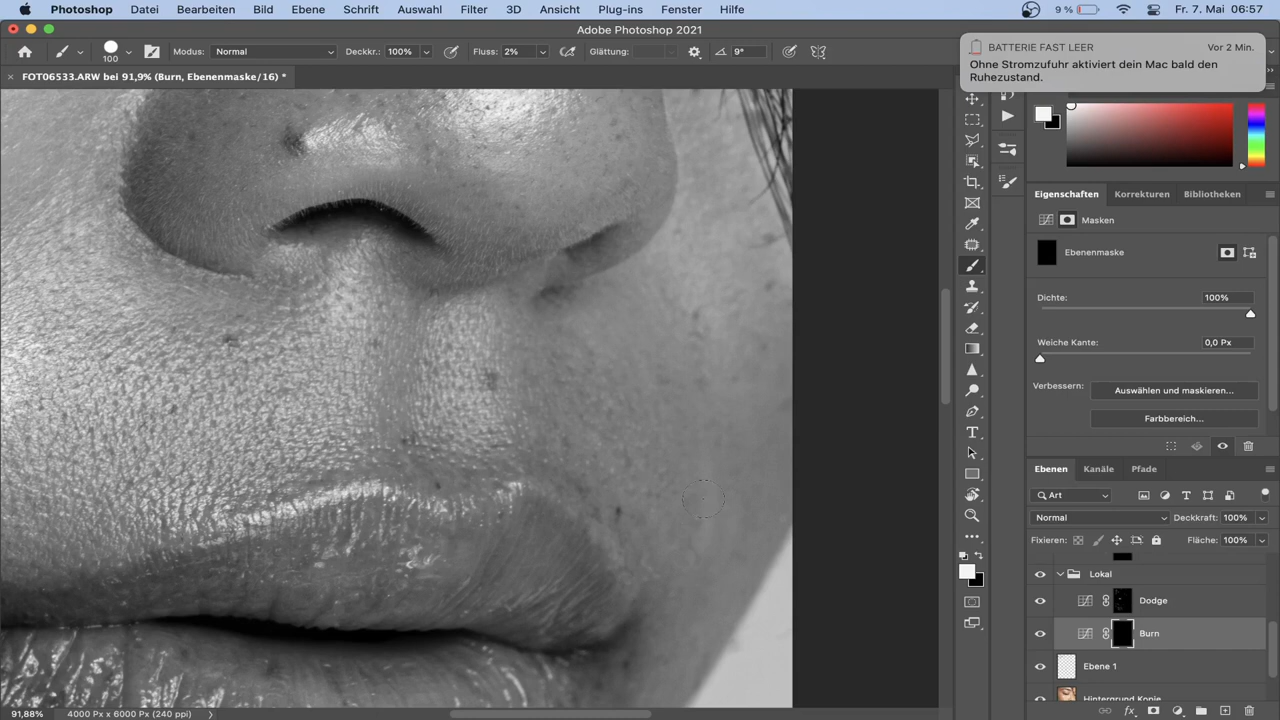 Photoshop Datei Bearbeiten Bild Ebene Schrift Auswahl Filter 3D Ansicht Plug-ins Fenster Hilfe 9 % Fr. 7. Mai 06:57
Adobe Photoshop 2021
100 Modus: Normal Deckkr.: 100% Fluss: 2% Glättung: 9°
BATTERIE FAST LEER Vor 2 Min.
Ohne Stromzufuhr aktiviert dein Mac bald den
Ruhezustand.
FOT06533.ARW bei 91,9% (Burn, Ebenenmaske/16) *
Eigenschaften Korrekturen Bibliotheken
Masken
Ebenenmaske
Dichte: 100%
Weiche Kante: 0,0 Px
Verbessern: Auswählen und maskieren...
Farbbereich...
Ebenen Kanäle Pfade
Art
Normal Deckkraft: 100%
Fixieren: Fläche: 100%
Lokal
Dodge
Burn
Ebene 1
Hintergrund Kopie
91,88% 4000 Px x 6000 Px (240 ppi)